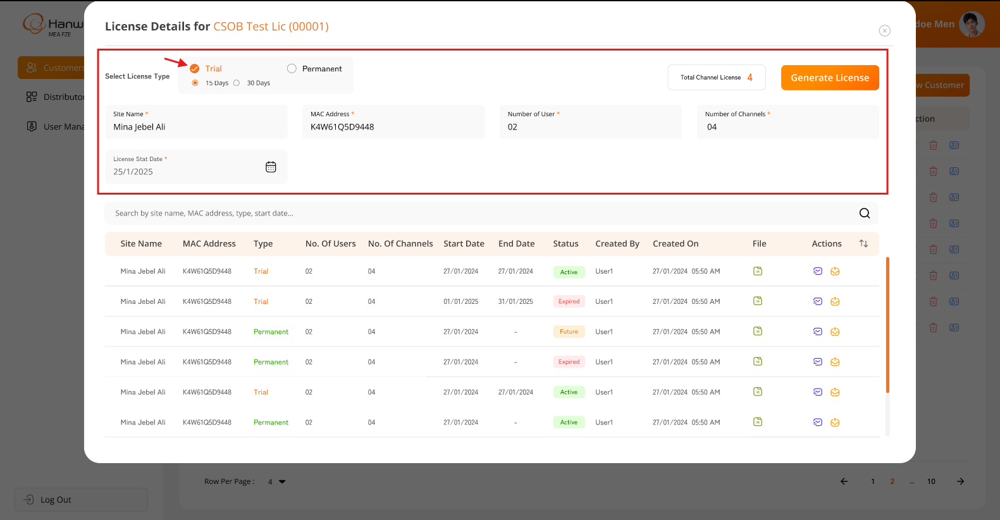 Hanw
MEA FZE
License Details for CSOB Test Lic (00001)
doe Men
Customers
Distributor
User Mana
Select License Type
Trial
Permanent
15 Days
30 Days
Total Channel License 4
Generate License
w Customer
SIte Name *
Mina Jebel Ali
MAC Address *
K4W61Q5D9448
Number of User *
02
Number of Channels *
04
ction
License Stat Date *
25/1/2025
Search by site name, MAC address, type, start date...
Site Name MAC Address Type No. Of Users No. Of Channels Start Date End Date Status Created By Created On File Actions
Mina Jebel Ali K4W61Q5D9448 Trial 02 04 27/01/2024 27/01/2024 Active User1 27/01/2024 05:50 AM
Mina Jebel Ali K4W61Q5D9448 Trial 02 04 01/01/2025 31/01/2025 Expired User1 27/01/2024 05:50 AM
Mina Jebel Ali K4W61Q5D9448 Permanent 02 04 27/01/2024 - Future User1 27/01/2024 05:50 AM
Mina Jebel Ali K4W61Q5D9448 Permanent 02 04 27/01/2024 - Expired User1 27/01/2024 05:50 AM
Mina Jebel Ali K4W61Q5D9448 Trial 02 04 27/01/2024 27/01/2024 Active User1 27/01/2024 05:50 AM
Mina Jebel Ali K4W61Q5D9448 Permanent 02 04 27/01/2024 - Active User1 27/01/2024 05:50 AM
Row Per Page : 4
1 2 ... 10
Log Out